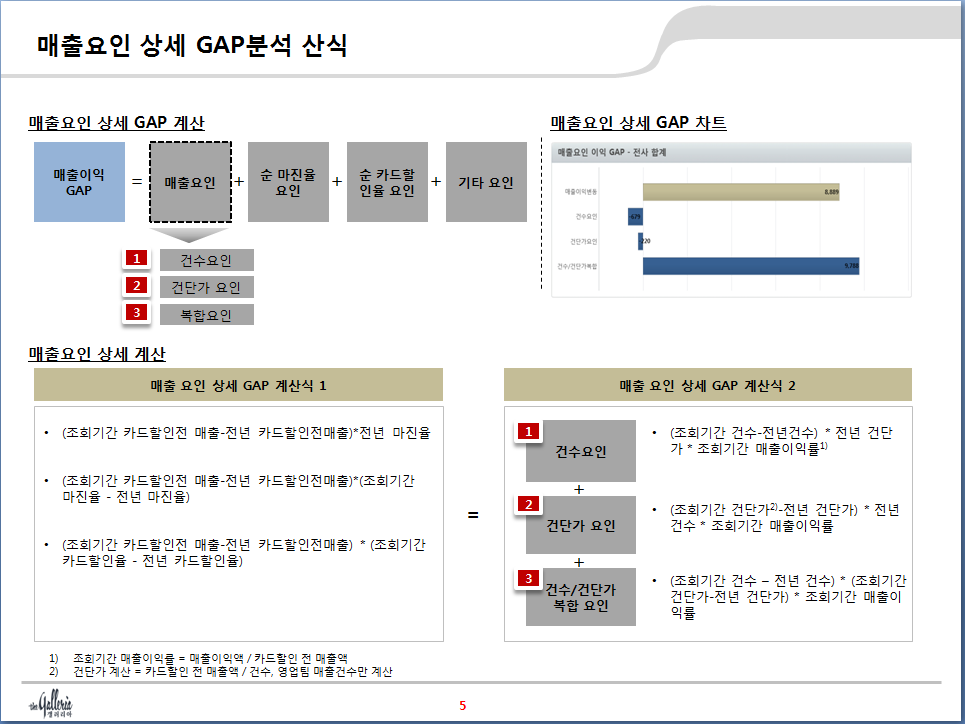 매출요인 상세 GAP분석 산식
매출요인 상세 GAP 계산
매출이익
GAP
=
매출요인
+
순 마진율
요인
+
순 카드할
인율 요인
+
기타 요인
1
건수요인
2
건단가 요인
3
복합요인
매출요인 상세 GAP 차트
매출요인 이익 GAP - 전사 합계
매출이익변동
8,889
건수요인
-679
건단가요인
-220
건수/건단가복합
9,788
매출요인 상세 계산
매출 요인 상세 GAP 계산식 1
• (조회기간 카드할인전 매출-전년 카드할인전매출)*전년 마진율
• (조회기간 카드할인전 매출-전년 카드할인전매출)*(조회기간
마진율 - 전년 마진율)
• (조회기간 카드할인전 매출-전년 카드할인전매출) * (조회기간
카드할인율 - 전년 카드할인율)
=
매출 요인 상세 GAP 계산식 2
1
건수요인
• (조회기간 건수-전년건수) * 전년 건단
가 * 조회기간 매출이익률1)
+
2
건단가 요인
• (조회기간 건단가2)-전년 건단가) * 전년
건수 * 조회기간 매출이익률
+
3
건수/건단가
복합 요인
• (조회기간 건수 – 전년 건수) * (조회기간
건단가-전년 건단가) * 조회기간 매출이
익률
1) 조회기간 매출이익률 = 매출이익액 / 카드할인 전 매출액
2) 건단가 계산 = 카드할인 전 매출액 / 건수, 영업팀 매출건수만 계산
the Galleria
갤러리아
5